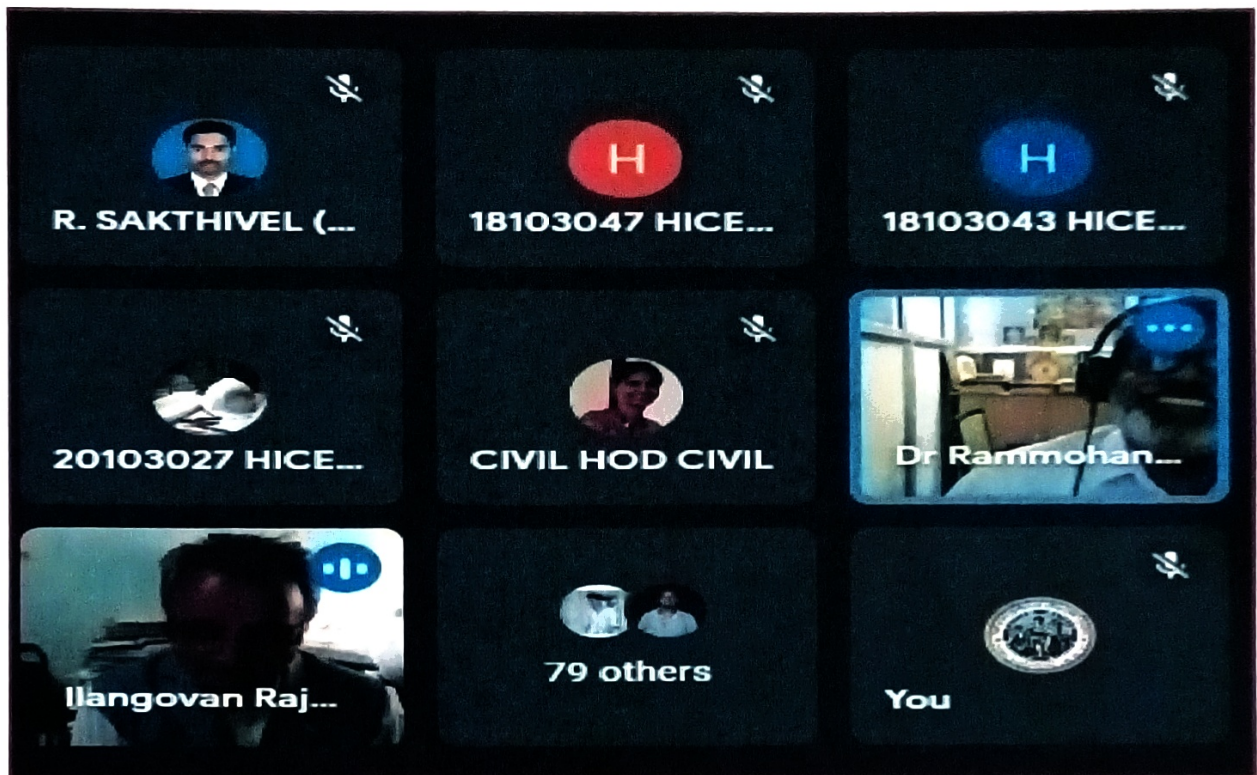 R. SAKTHIVEL (...
H
18103047 HICE...
H
18103043 HICE...
20103027 HICE...
CIVIL HOD CIVIL
Dr Rammohan...
Ilangovan Raj...
79 others
You